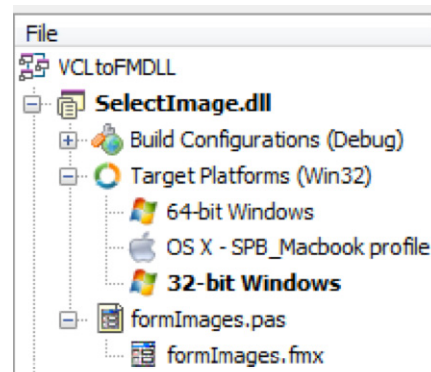 File
VCLtoFMDLL
SelectImage.dll
Build Configurations (Debug)
Target Platforms (Win32)
64-bit Windows
OS X - SPB_Macbook profile
32-bit Windows
formImages.pas
formImages.fmx